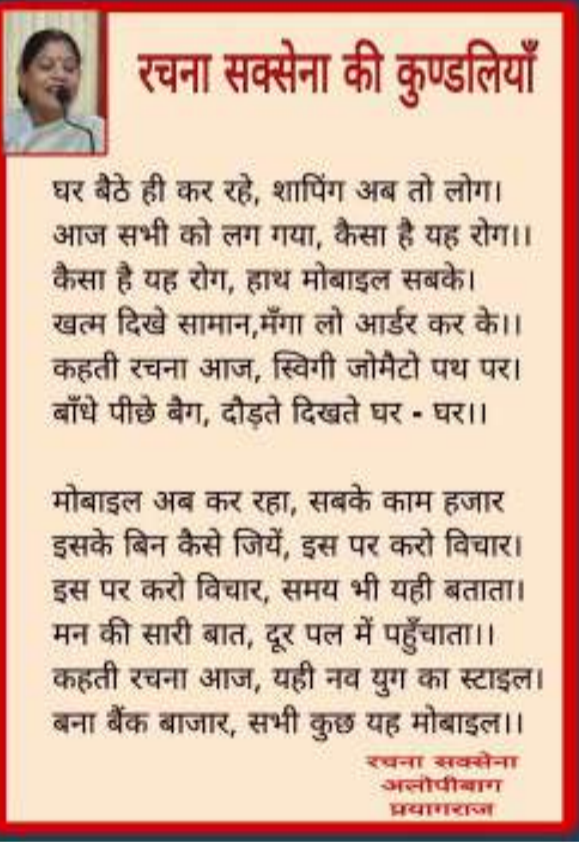 रचना सक्सेना की कुण्डलियाँ
घर बैठे ही कर रहे, शापिंग अब तो लोग।
आज सभी को लग गया, कैसा है यह रोग।।
कैसा है यह रोग, हाथ मोबाइल सबके।
खत्म दिखे सामान,मँगा लो आर्डर कर के।।
कहती रचना आज, स्विगी जोमैटो पथ पर।
बाँधे पीछे बैग, दौड़ते दिखते घर - घर।।
मोबाइल अब कर रहा, सबके काम हजार
इसके बिन कैसे जियें, इस पर करो विचार।
इस पर करो विचार, समय भी यही बताता।
मन की सारी बात, दूर पल में पहुँचाता।।
कहती रचना आज, यही नव युग का स्टाइल।
बना बैंक बाजार, सभी कुछ यह मोबाइल।।
रचना सक्सेना
अलोपीबाग
प्रयागराज